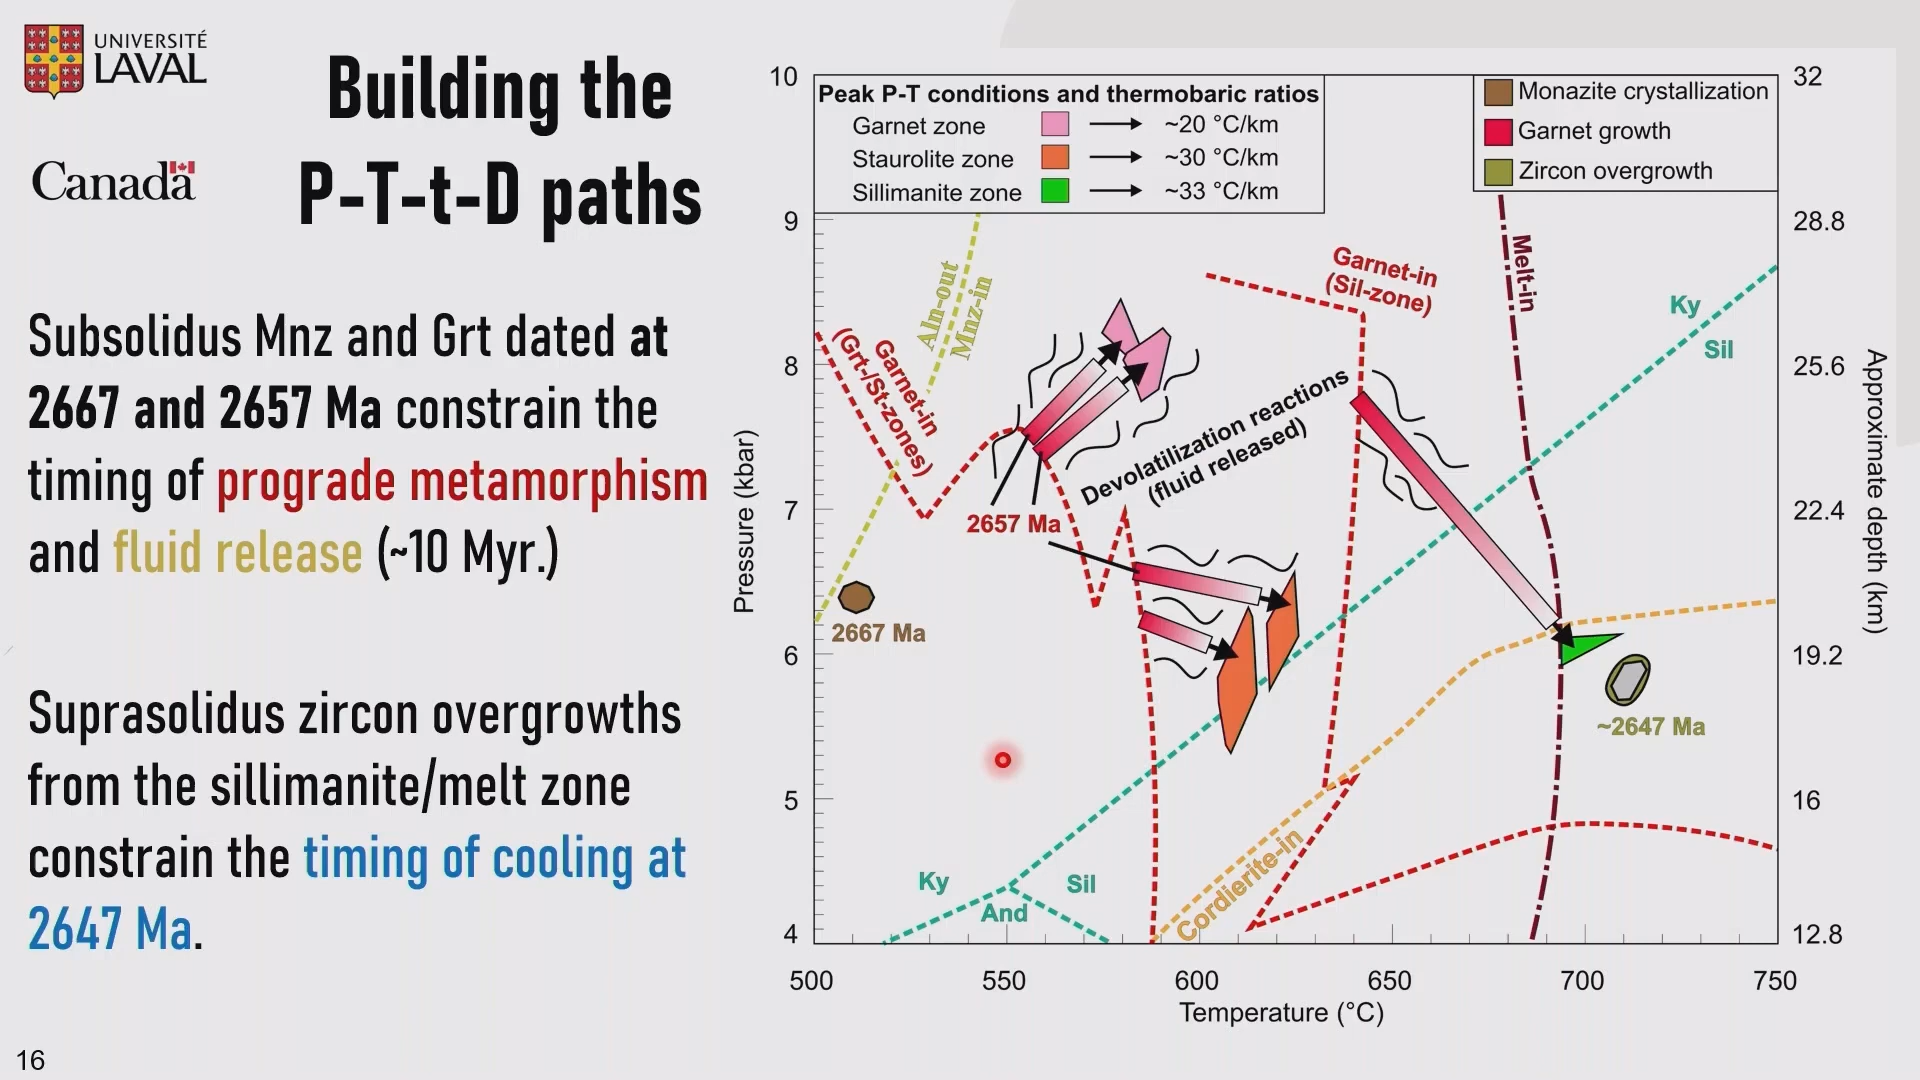 UNIVERSITÉ
LAVAL
Canada
Building the
P-T-t-D paths
Subsolidus Mnz and Grt dated at
2667 and 2657 Ma constrain the
timing of prograde metamorphism
and fluid release (~10 Myr.)
Suprasolidus zircon overgrowths
from the sillimanite/melt zone
constrain the timing of cooling at
2647 Ma.
16
Peak P-T conditions and thermobaric ratios
Garnet zone ~20 °C/km
Staurolite zone ~30 °C/km
Sillimanite zone ~33 °C/km
Monazite crystallization
Garnet growth
Zircon overgrowth
Aln-out
Mnz-in
Garnet-in
(Grt-/St-zones)
Garnet-in
(Sil-zone)
Melt-in
Ky
Sil
Devolatilization reactions
(fluid released)
2657 Ma
2667 Ma
~2647 Ma
Cordierite-in
Ky
Sil
And
Pressure (kbar)
10
9
8
7
6
5
4
Approximate depth (km)
32
28.8
25.6
22.4
19.2
16
12.8
500 550 600 650 700 750
Temperature (°C)